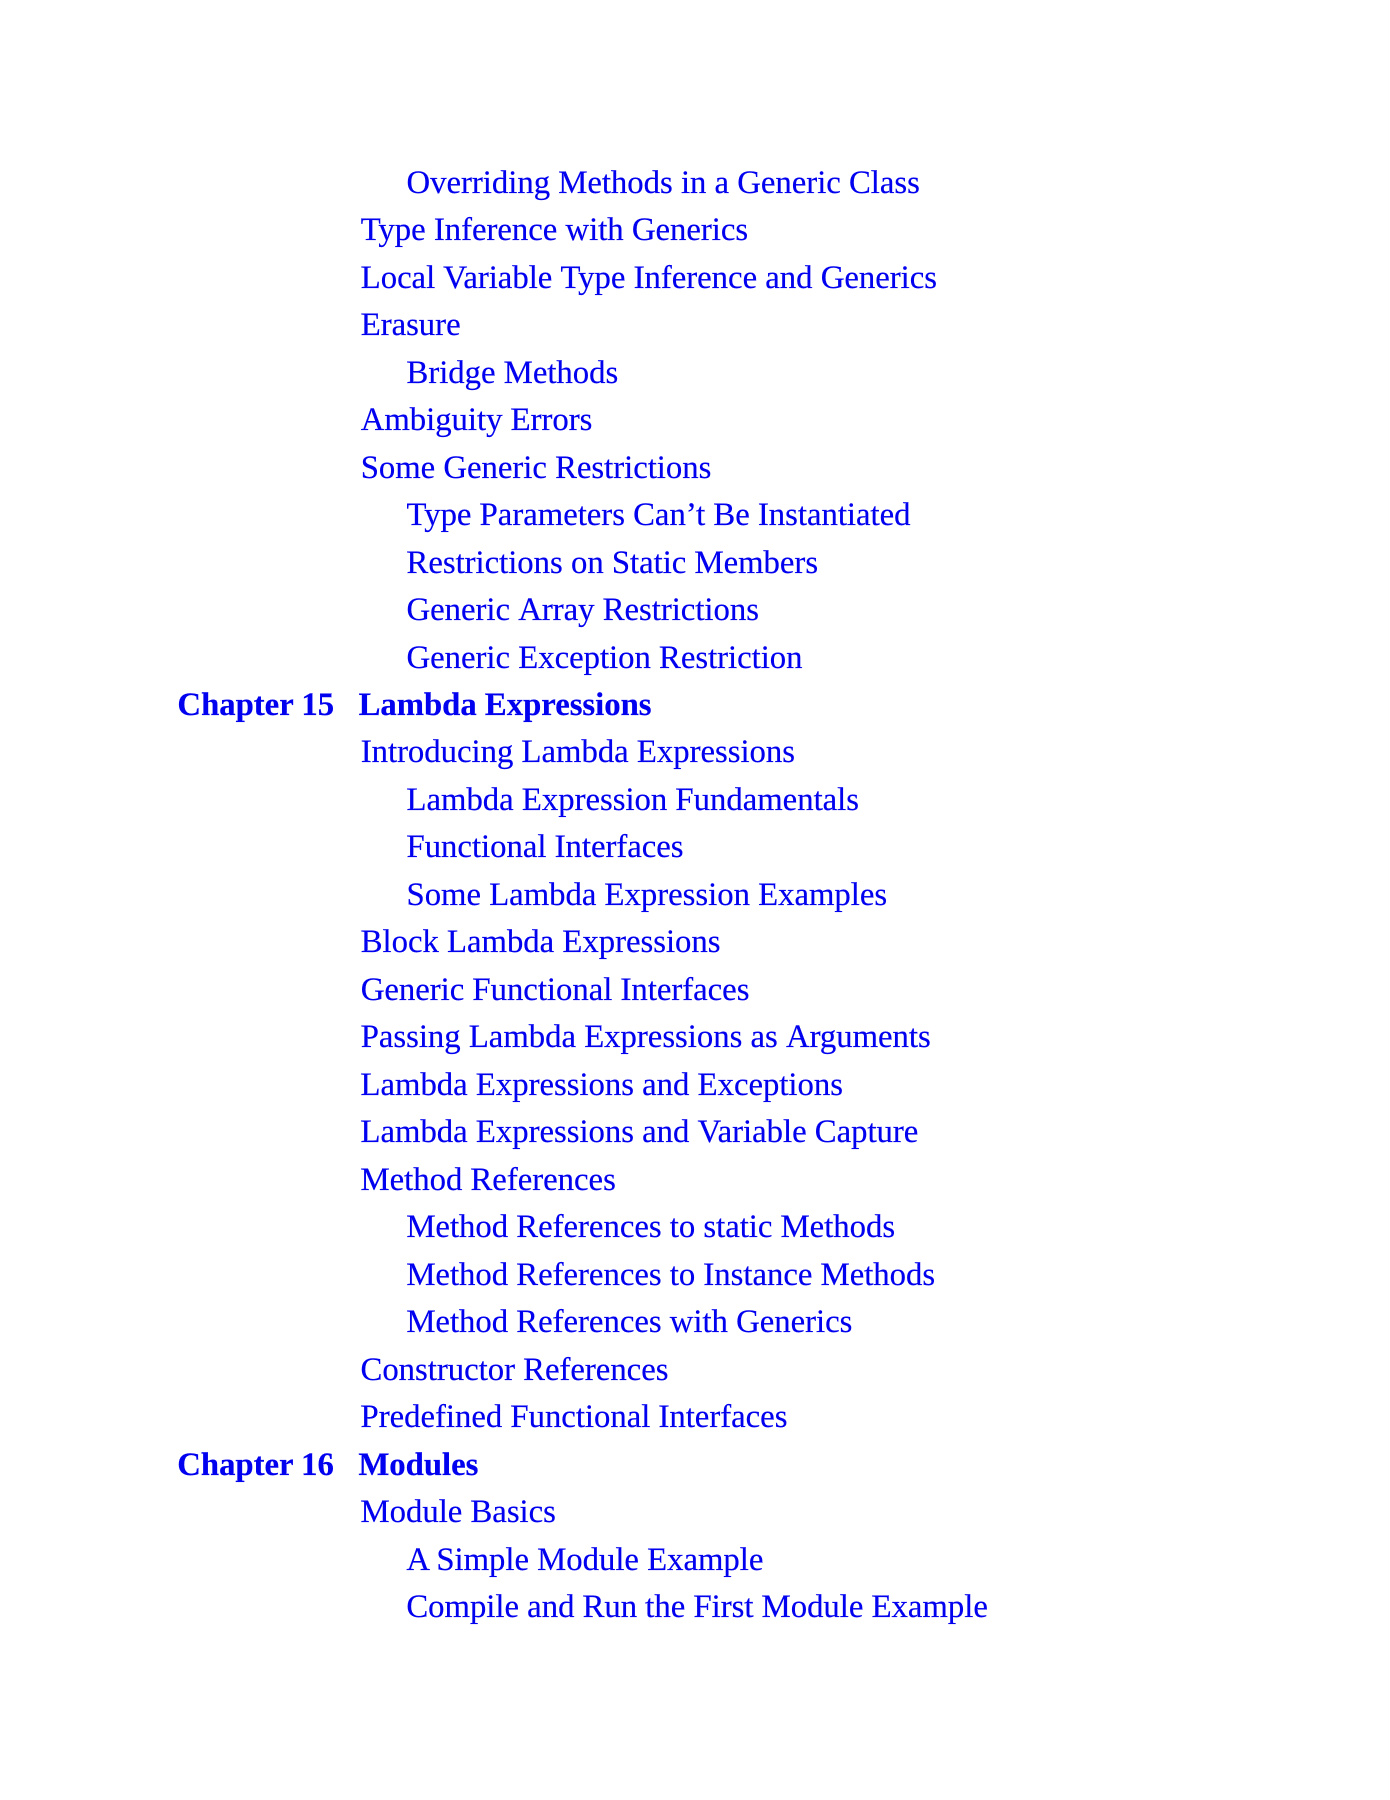 Overriding Methods in a Generic Class
Type Inference with Generics
Local Variable Type Inference and Generics
Erasure
Bridge Methods
Ambiguity Errors
Some Generic Restrictions
Type Parameters Can’t Be Instantiated
Restrictions on Static Members
Generic Array Restrictions
Generic Exception Restriction
Chapter 15 Lambda Expressions
Introducing Lambda Expressions
Lambda Expression Fundamentals
Functional Interfaces
Some Lambda Expression Examples
Block Lambda Expressions
Generic Functional Interfaces
Passing Lambda Expressions as Arguments
Lambda Expressions and Exceptions
Lambda Expressions and Variable Capture
Method References
Method References to static Methods
Method References to Instance Methods
Method References with Generics
Constructor References
Predefined Functional Interfaces
Chapter 16 Modules
Module Basics
A Simple Module Example
Compile and Run the First Module Example